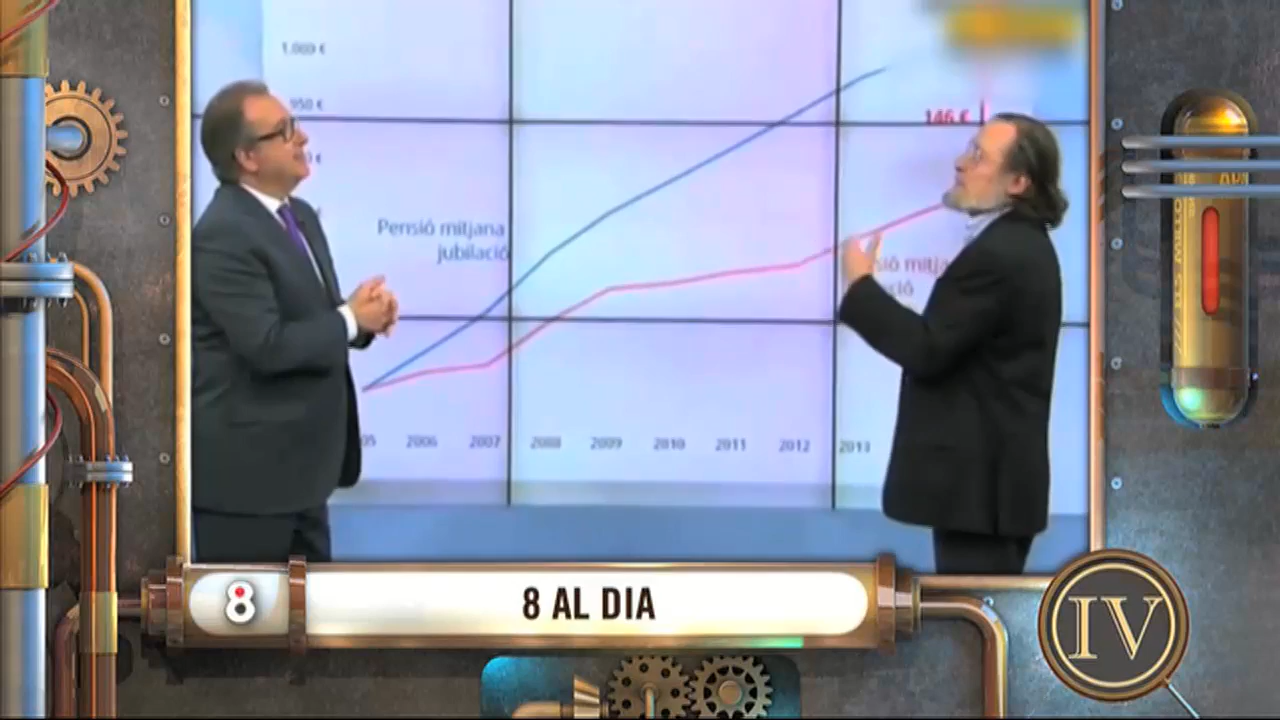 1.000 €
950 €
€
146 €
Pensió mitjana
jubilació
2006 2007 2008 2009 2010 2011 2012 2013
8
8 AL DIA
IV